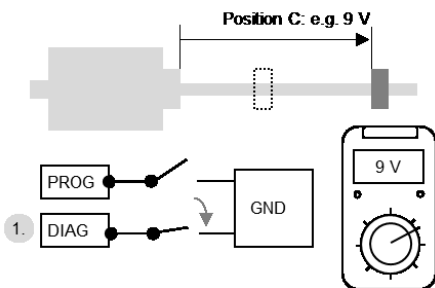 Position C: e.g. 9 V
9 V
PROG
GND
1. DIAG